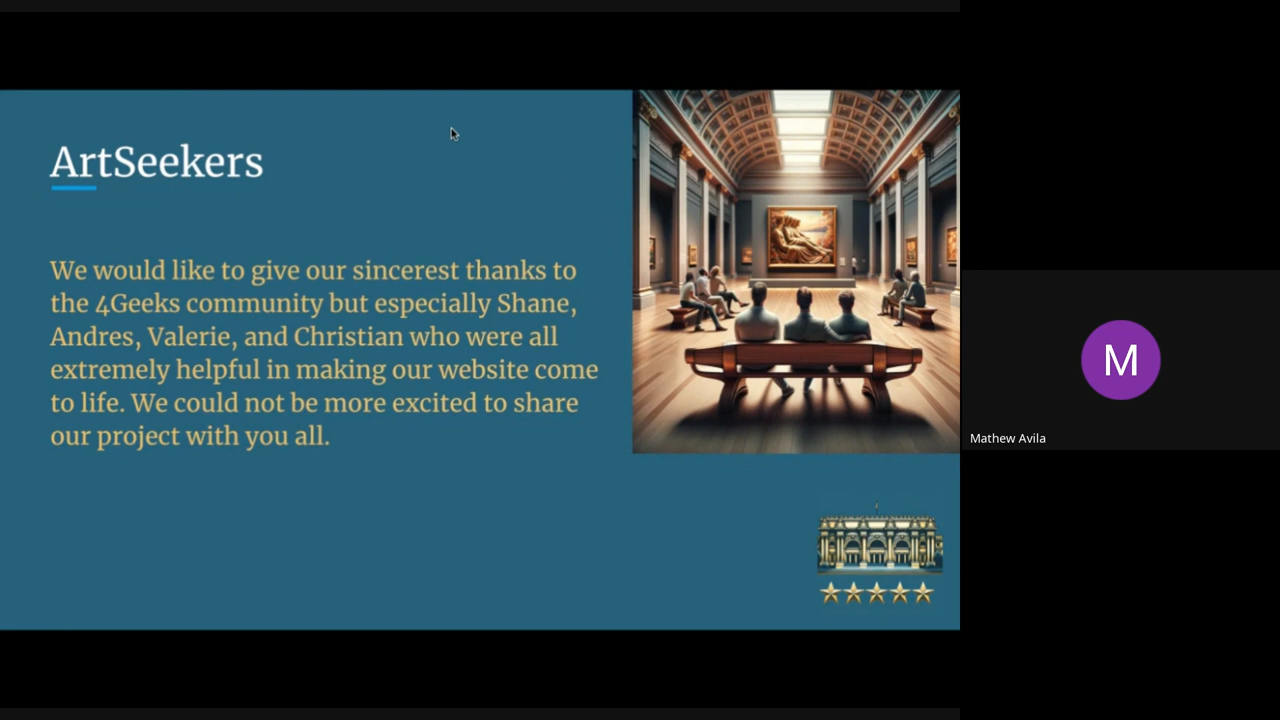 ArtSeekers
We would like to give our sincerest thanks to
the 4Geeks community but especially Shane,
Andres, Valerie, and Christian who were all
extremely helpful in making our website come
to life. We could not be more excited to share
our project with you all.
M
Mathew Avila